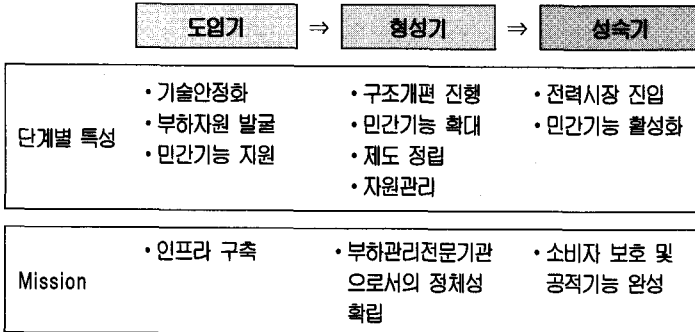 도입기 ⇒ 형성기 ⇒ 성숙기
단계별 특성
• 기술안정화
• 부하자원 발굴
• 민간기능 지원
• 구조개편 진행
• 민간기능 확대
• 제도 정립
• 자원관리
• 전력시장 진입
• 민간기능 활성화
Mission
• 인프라 구축
• 부하관리전문기관
으로서의 정체성
확립
• 소비자 보호 및
공적기능 완성